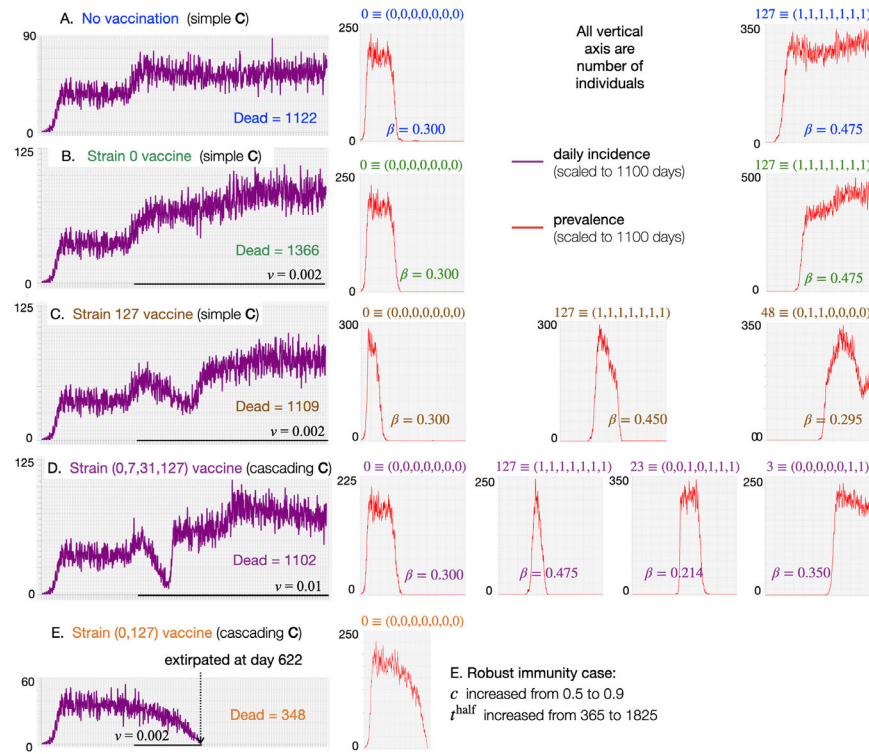 A. No vaccination (simple C)
90
0
Dead = 1122
0 ≡ (0,0,0,0,0,0,0)
250
0
β = 0.300
All vertical
axis are
number of
individuals
127 ≡ (1,1,1,1,1,1,1)
350
0
β = 0.475
B. Strain 0 vaccine (simple C)
125
0
Dead = 1366
v = 0.002
0 ≡ (0,0,0,0,0,0,0)
250
0
β = 0.300
daily incidence
(scaled to 1100 days)
prevalence
(scaled to 1100 days)
127 ≡ (1,1,1,1,1,1,1)
500
0
β = 0.475
C. Strain 127 vaccine (simple C)
125
0
Dead = 1109
v = 0.002
0 ≡ (0,0,0,0,0,0,0)
300
0
β = 0.300
127 ≡ (1,1,1,1,1,1,1)
300
0
β = 0.450
48 ≡ (0,1,1,0,0,0,0)
350
00
β = 0.295
D. Strain (0,7,31,127) vaccine (cascading C)
125
0
Dead = 1102
v = 0.01
0 ≡ (0,0,0,0,0,0,0)
225
0
β = 0.300
127 ≡ (1,1,1,1,1,1,1)
250
0
β = 0.475
23 ≡ (0,0,1,0,1,1,1)
350
0
β = 0.214
3 ≡ (0,0,0,0,0,1,1)
250
0
β = 0.350
E. Strain (0,127) vaccine (cascading C)
extirpated at day 622
60
0
Dead = 348
v = 0.002
0 ≡ (0,0,0,0,0,0,0)
250
0
E. Robust immunity case:
c increased from 0.5 to 0.9
t^half increased from 365 to 1825